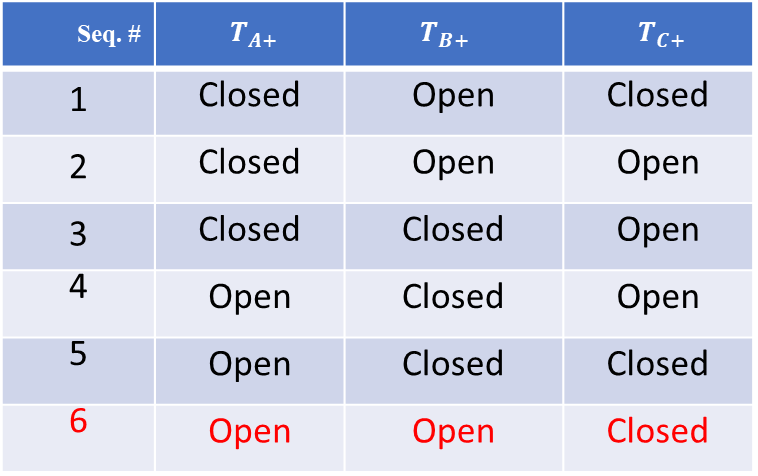 Seq. # T_{A+} T_{B+} T_{C+}
1 Closed Open Closed
2 Closed Open Open
3 Closed Closed Open
4 Open Closed Open
5 Open Closed Closed
6 Open Open Closed